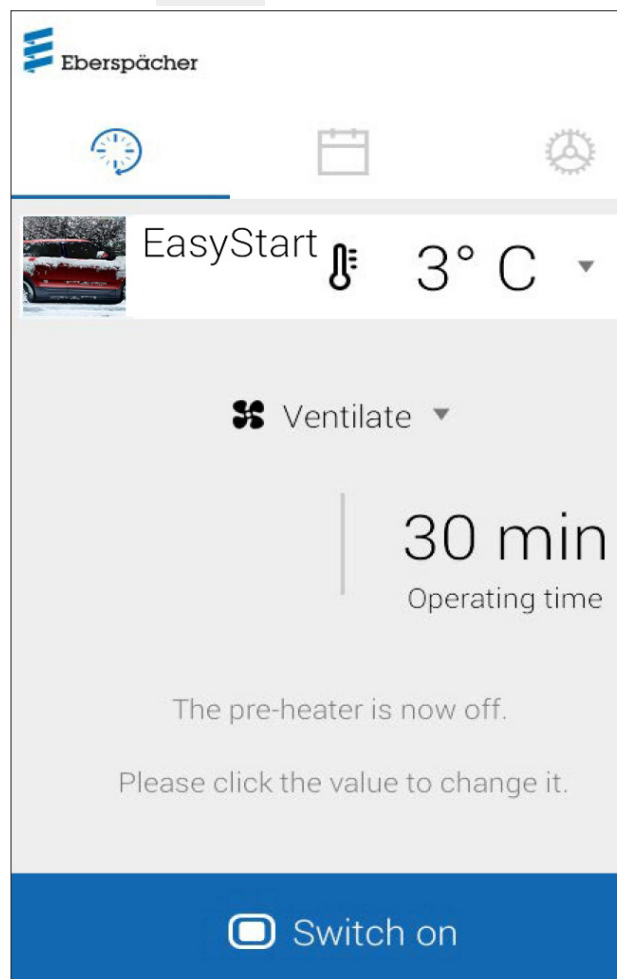 Eberspächer
EasyStart
3° C
Ventilate
30 min
Operating time
The pre-heater is now off.
Please click the value to change it.
Switch on